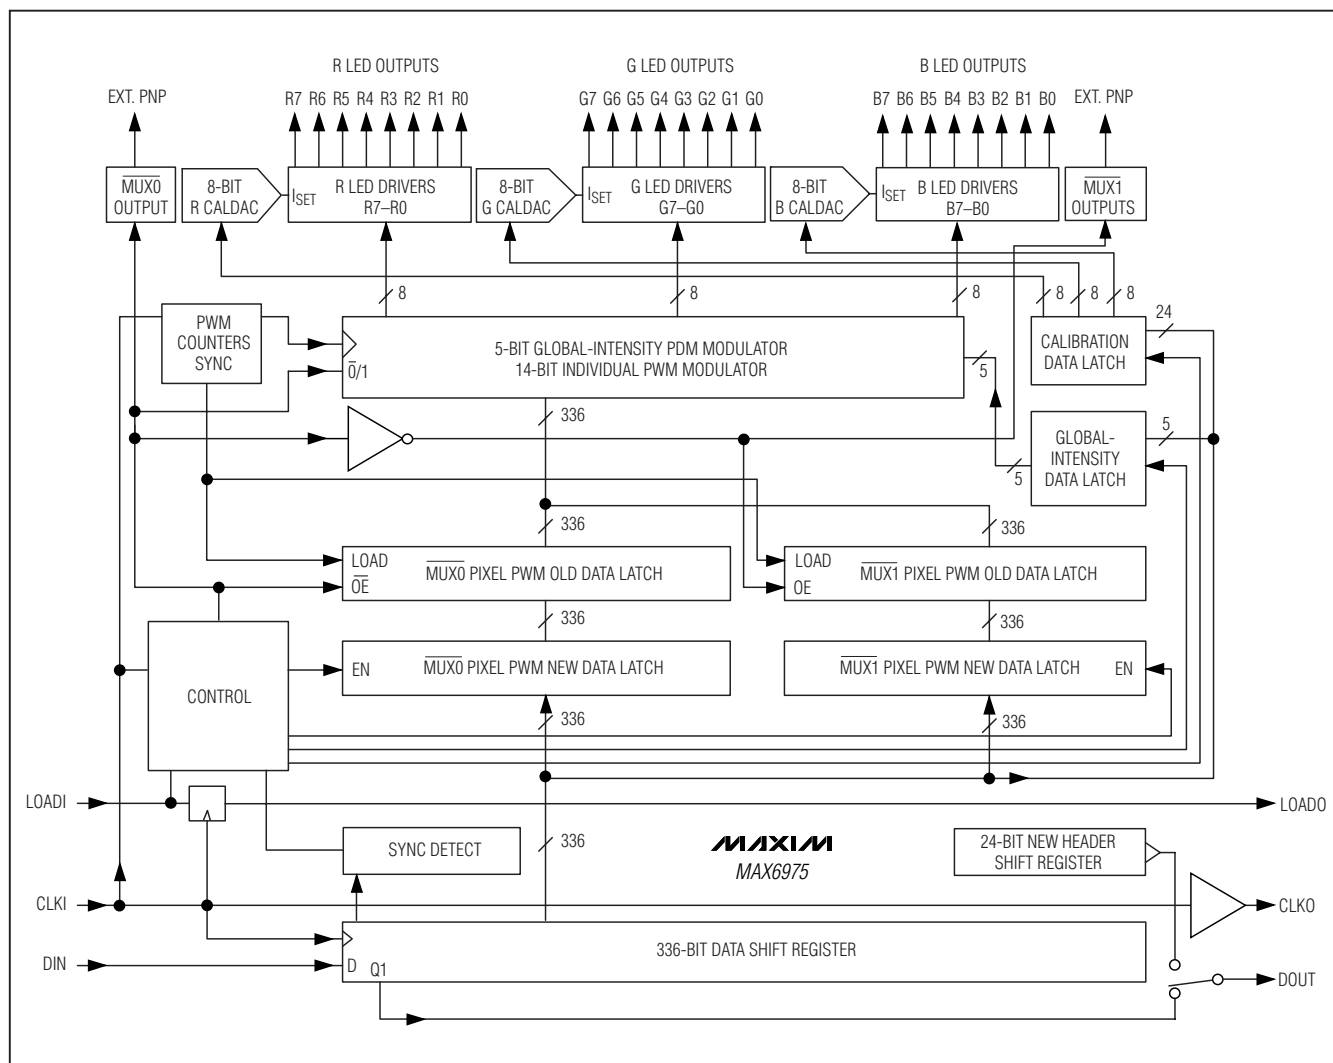 R LED OUTPUTS
G LED OUTPUTS
B LED OUTPUTS
EXT. PNP
R7 R6 R5 R4 R3 R2 R1 R0
G7 G6 G5 G4 G3 G2 G1 G0
B7 B6 B5 B4 B3 B2 B1 B0
EXT. PNP
MUX0
OUTPUT
8-BIT
R CALDAC
ISET
R LED DRIVERS
R7–R0
8-BIT
G CALDAC
ISET
G LED DRIVERS
G7–G0
8-BIT
B CALDAC
ISET
B LED DRIVERS
B7–B0
MUX1
OUTPUTS
8
8
8
8
8
8
24
PWM
COUNTERS
SYNC
0/1
5-BIT GLOBAL-INTENSITY PDM MODULATOR
14-BIT INDIVIDUAL PWM MODULATOR
5
CALIBRATION
DATA LATCH
336
5
GLOBAL-
INTENSITY
DATA LATCH
5
336
336
LOAD
OE
MUX0 PIXEL PWM OLD DATA LATCH
LOAD
OE
MUX1 PIXEL PWM OLD DATA LATCH
336
336
CONTROL
EN
MUX0 PIXEL PWM NEW DATA LATCH
MUX1 PIXEL PWM NEW DATA LATCH
EN
336
336
LOADI
LOADO
SYNC DETECT
336
MAXIM
MAX6975
24-BIT NEW HEADER
SHIFT REGISTER
CLKI
CLKO
DIN
D
Q1
336-BIT DATA SHIFT REGISTER
DOUT